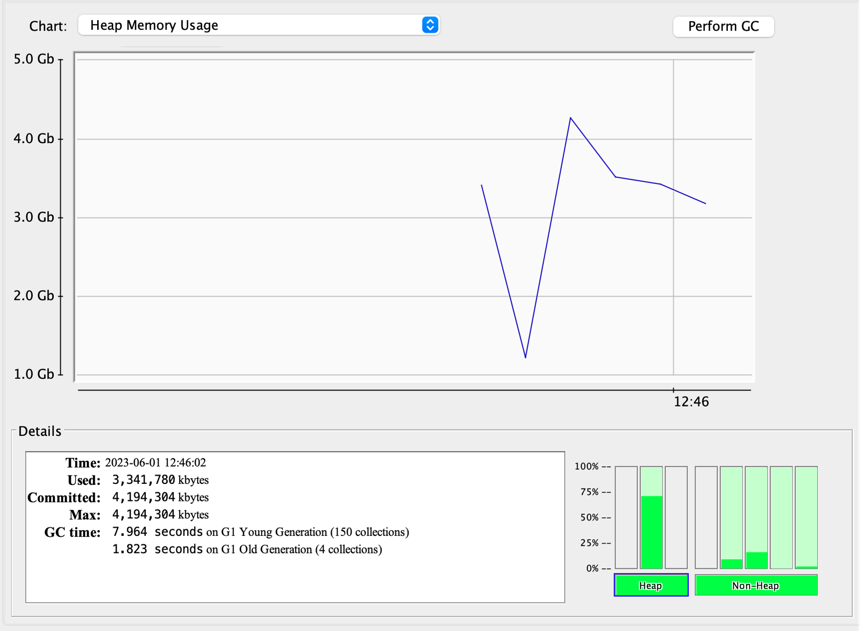 Chart: Heap Memory Usage Perform GC
5.0 Gb
4.0 Gb
3.0 Gb
2.0 Gb
1.0 Gb
12:46
Details
Time: 2023-06-01 12:46:02
Used: 3,341,780 kbytes
Committed: 4,194,304 kbytes
Max: 4,194,304 kbytes
GC time: 7.964 seconds on G1 Young Generation (150 collections)
1.823 seconds on G1 Old Generation (4 collections)
100% --
75% --
50% --
25% --
0% --
Heap Non-Heap